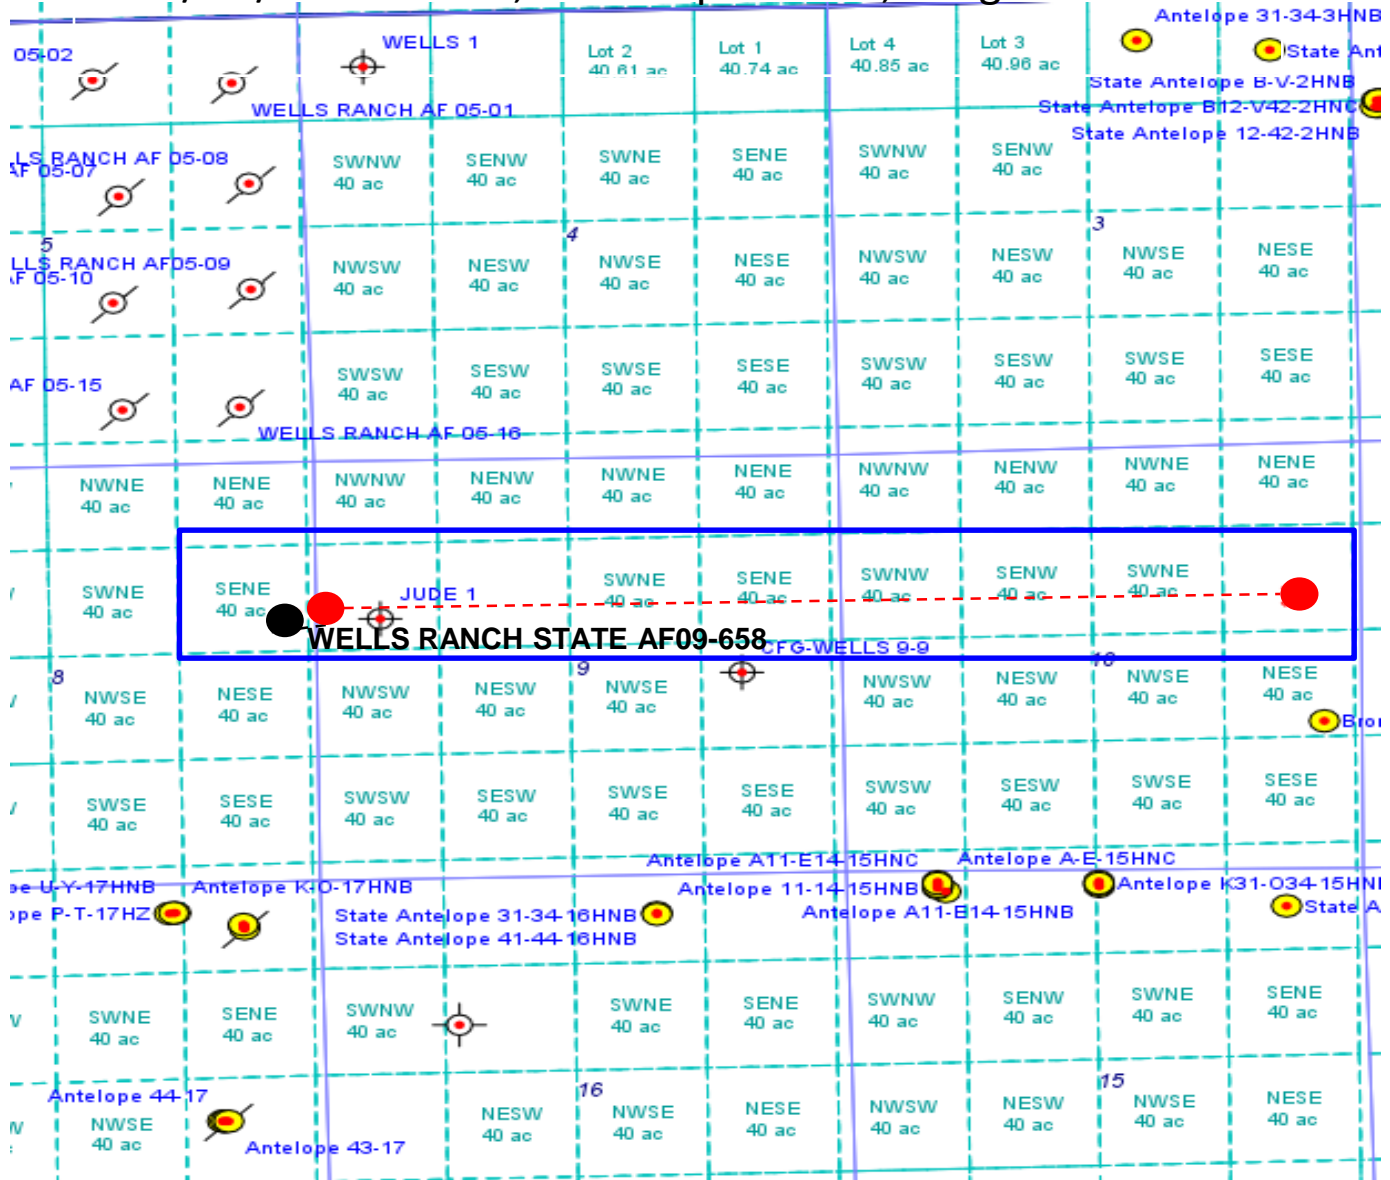 Antelope 31-34-3HNB
05-02
WELLS 1
Lot 2
40.61 ac
Lot 1
40.74 ac
Lot 4
40.85 ac
Lot 3
40.96 ac
State Ant
State Antelope B-V-2HNB
WELLS RANCH AF 05-01
State Antelope B12-V42-2HNC
State Antelope 12-42-2HNB
LS RANCH AF 05-08
AF 05-07
SWNW
40 ac
SENW
40 ac
SWNE
40 ac
SENE
40 ac
SWNW
40 ac
SENW
40 ac
5
4
3
LLS RANCH AF05-09
AF 05-10
NWSW
40 ac
NESW
40 ac
NWSE
40 ac
NESE
40 ac
NWSW
40 ac
NESW
40 ac
NWSE
40 ac
NESE
40 ac
AF 05-15
SWSW
40 ac
SESW
40 ac
SWSE
40 ac
SESE
40 ac
SWSW
40 ac
SESW
40 ac
SWSE
40 ac
SESE
40 ac
WELLS RANCH AF 05-16
NWNE
40 ac
NENE
40 ac
NWNW
40 ac
NENW
40 ac
NWNE
40 ac
NENE
40 ac
NWNW
40 ac
NENW
40 ac
NWNE
40 ac
NENE
40 ac
SWNE
40 ac
SENE
40 ac
JUDE 1
SWNE
40 ac
SENE
40 ac
SWNW
40 ac
SENW
40 ac
SWNE
40 ac
WELLS RANCH STATE AF09-658
CFG-WELLS 9-9
8
9
10
NWSE
40 ac
NESE
40 ac
NWSW
40 ac
NESW
40 ac
NWSE
40 ac
NWSW
40 ac
NESW
40 ac
NWSE
40 ac
NESE
40 ac
Bron
SWSE
40 ac
SESE
40 ac
SWSW
40 ac
SESW
40 ac
SWSE
40 ac
SESE
40 ac
SWSW
40 ac
SESW
40 ac
SWSE
40 ac
SESE
40 ac
Antelope A11-E14-15HNC
Antelope A-E-15HNC
pe U-Y-17HNB
Antelope K-O-17HNB
Antelope 11-14-15HNB
Antelope K31-O34-15HNI
ope P-T-17HZ
State Antelope 31-34-16HNB
Antelope A11-E14-15HNB
State A
State Antelope 41-44-16HNB
SWNE
40 ac
SENE
40 ac
SWNW
40 ac
SWNE
40 ac
SENE
40 ac
SWNW
40 ac
SENW
40 ac
SWNE
40 ac
SENE
40 ac
16
15
Antelope 44-17
NWSE
40 ac
Antelope 43-17
NESW
40 ac
NWSE
40 ac
NESE
40 ac
NWSW
40 ac
NESW
40 ac
NWSE
40 ac
NESE
40 ac